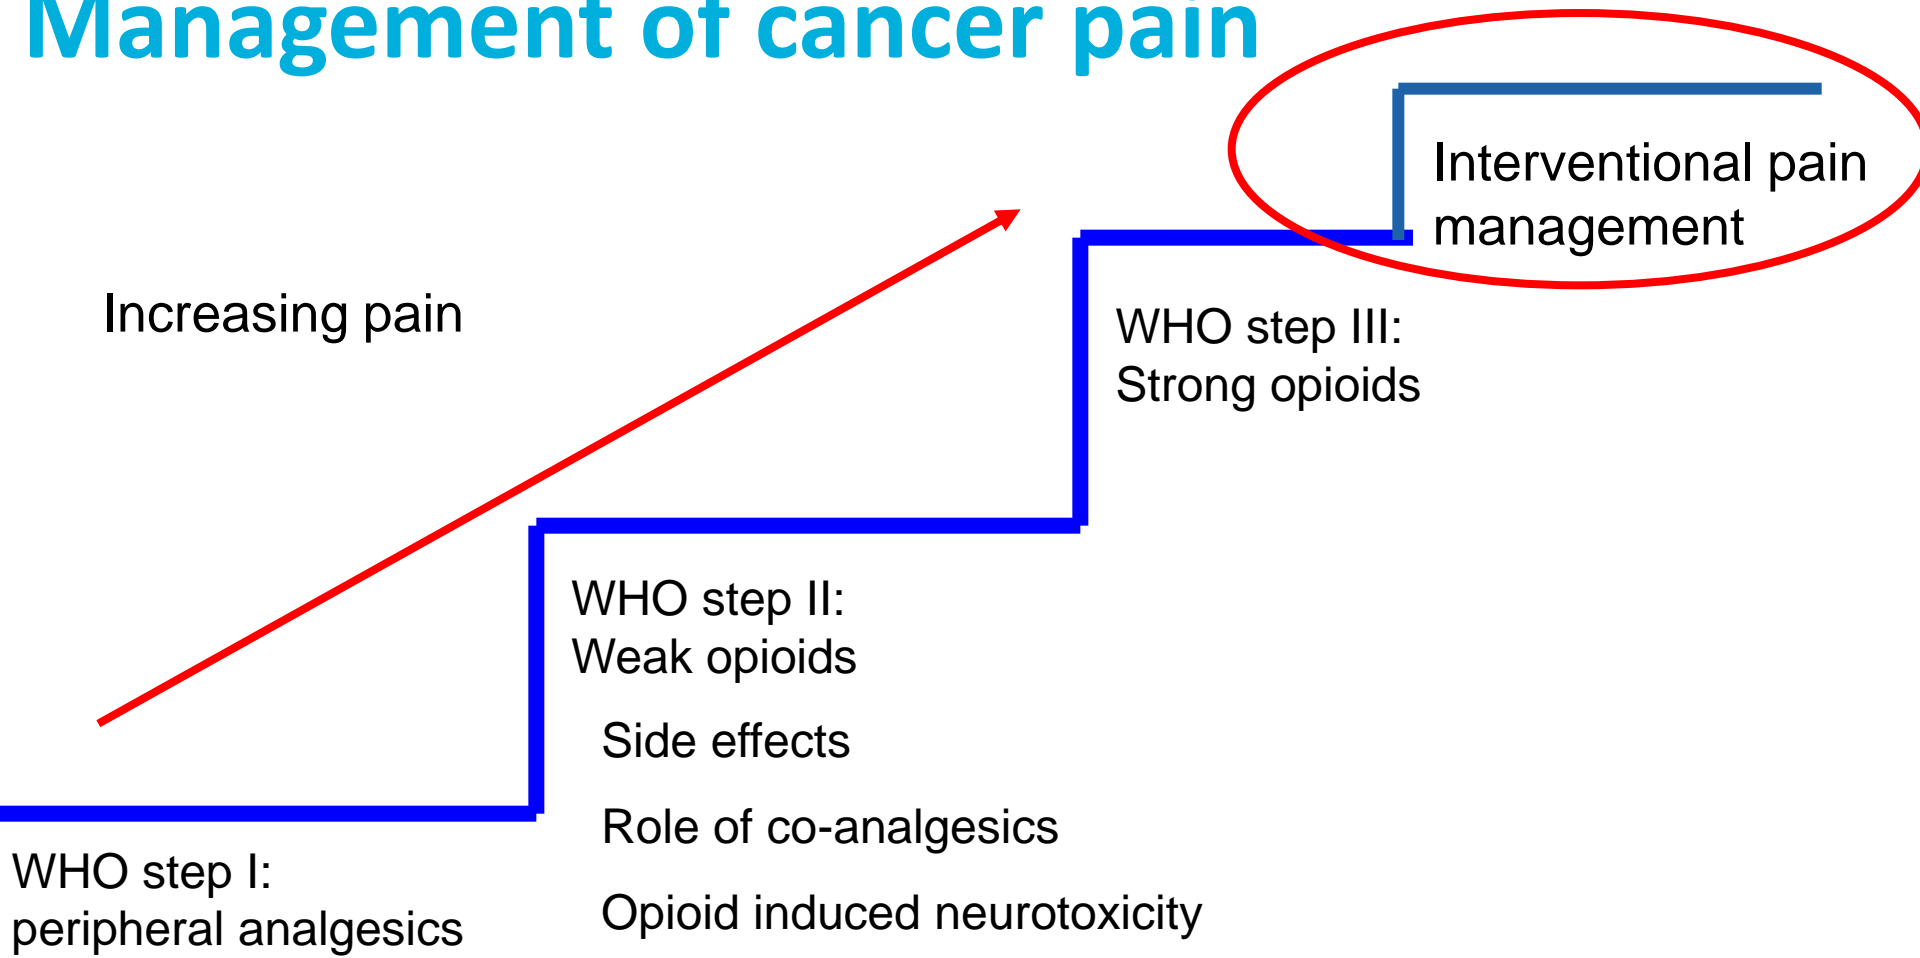 Management of cancer pain
Interventional pain
management
Increasing pain
WHO step III:
Strong opioids
WHO step II:
Weak opioids
Side effects
Role of co-analgesics
Opioid induced neurotoxicity
WHO step I:
peripheral analgesics